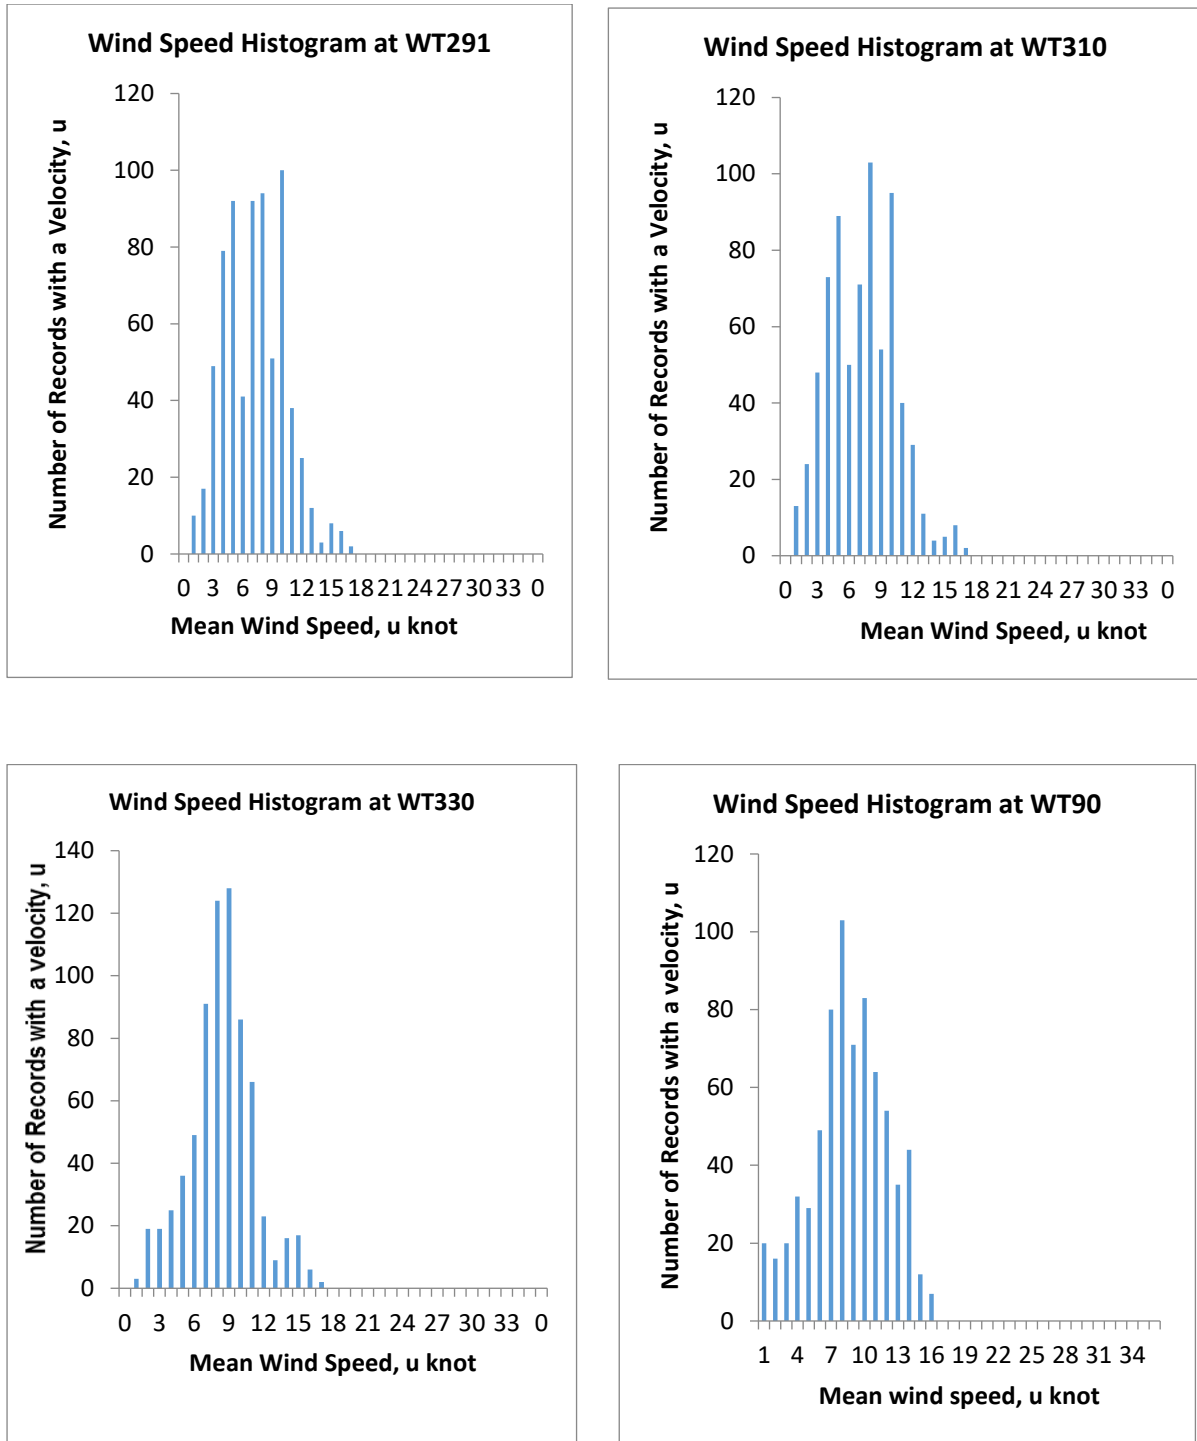 Wind Speed Histogram at WT291
Number of Records with a Velocity, u
120
100
80
60
40
20
0
0 3 6 9 12 15 18 21 24 27 30 33 0
Mean Wind Speed, u knot
Wind Speed Histogram at WT310
Number of Records with a Velocity, u
120
100
80
60
40
20
0
0 3 6 9 12 15 18 21 24 27 30 33 0
Mean Wind Speed, u knot
Wind Speed Histogram at WT330
Number of Records with a velocity, u
140
120
100
80
60
40
20
0
0 3 6 9 12 15 18 21 24 27 30 33 0
Mean Wind Speed, u knot
Wind Speed Histogram at WT90
Number of Records with a velocity, u
120
100
80
60
40
20
0
1 4 7 10 13 16 19 22 25 28 31 34
Mean wind speed, u knot